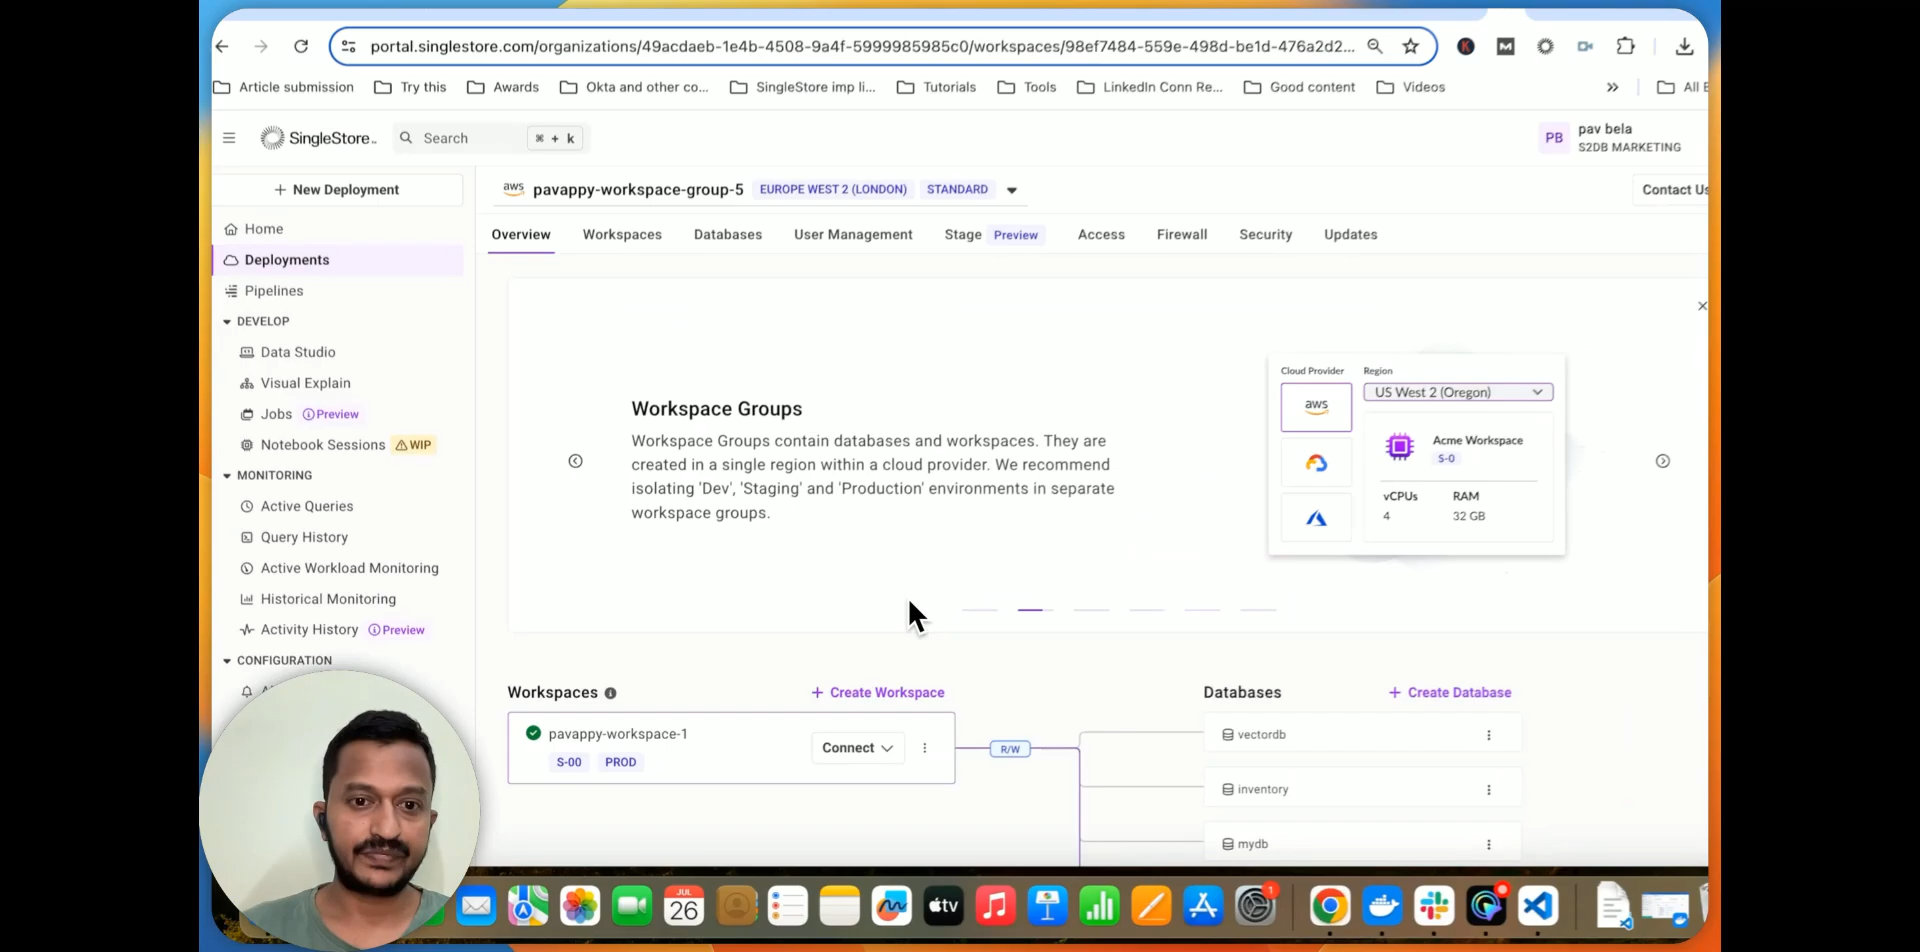 portal.singlestore.com/organizations/49acdaeb-1e4b-4508-9a4f-5999985985c0/workspaces/98ef7484-559e-498d-be1d-476a2d2...
Article submission Try this Awards Okta and other co... SingleStore imp li... Tutorials Tools LinkedIn Conn Re... Good content Videos » All
SingleStore Search ⌘ + k
PB pav bela
S2DB MARKETING
+ New Deployment
Home
Deployments
Pipelines
DEVELOP
Data Studio
Visual Explain
Jobs Preview
Notebook Sessions WIP
MONITORING
Active Queries
Query History
Active Workload Monitoring
Historical Monitoring
Activity History Preview
CONFIGURATION
aws pavappy-workspace-group-5 EUROPE WEST 2 (LONDON) STANDARD
Contact Us
Overview Workspaces Databases User Management Stage Preview Access Firewall Security Updates
Workspace Groups
Workspace Groups contain databases and workspaces. They are
created in a single region within a cloud provider. We recommend
isolating 'Dev', 'Staging' and 'Production' environments in separate
workspace groups.
Cloud Provider Region
aws US West 2 (Oregon)
Acme Workspace
S-0
vCPUs RAM
4 32 GB
Workspaces + Create Workspace
pavappy-workspace-1
S-00 PROD
Connect
R/W
Databases + Create Database
vectordb
inventory
mydb
JUL
26
tv
1